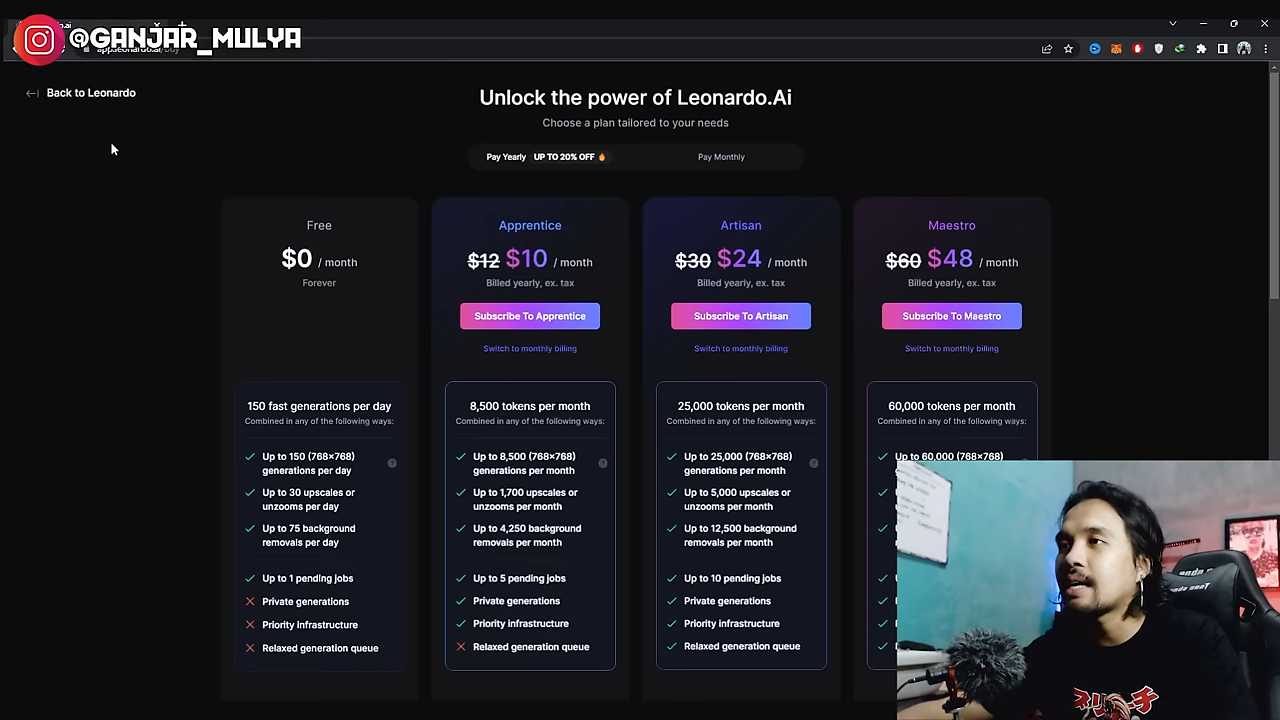 @GANJAR_MULYA
Back to Leonardo
Unlock the power of Leonardo.Ai
Choose a plan tailored to your needs
Pay Yearly UP TO 20% OFF 🔥 Pay Monthly
Free
$0 / month
Forever
150 fast generations per day
Combined in any of the following ways:
Up to 150 (768×768)
generations per day
Up to 30 upscales or
unzooms per day
Up to 75 background
removals per day
Up to 1 pending jobs
Private generations
Priority infrastructure
Relaxed generation queue
Apprentice
$12 $10 / month
Billed yearly, ex. tax
Subscribe To Apprentice
Switch to monthly billing
8,500 tokens per month
Combined in any of the following ways:
Up to 8,500 (768×768)
generations per month
Up to 1,700 upscales or
unzooms per month
Up to 4,250 background
removals per month
Up to 5 pending jobs
Private generations
Priority infrastructure
Relaxed generation queue
Artisan
$30 $24 / month
Billed yearly, ex. tax
Subscribe To Artisan
Switch to monthly billing
25,000 tokens per month
Combined in any of the following ways:
Up to 25,000 (768×768)
generations per month
Up to 5,000 upscales or
unzooms per month
Up to 12,500 background
removals per month
Up to 10 pending jobs
Private generations
Priority infrastructure
Relaxed generation queue
Maestro
$60 $48 / month
Billed yearly, ex. tax
Subscribe To Maestro
Switch to monthly billing
60,000 tokens per month
Combined in any of the following ways:
Up to 60,000 (768×768)